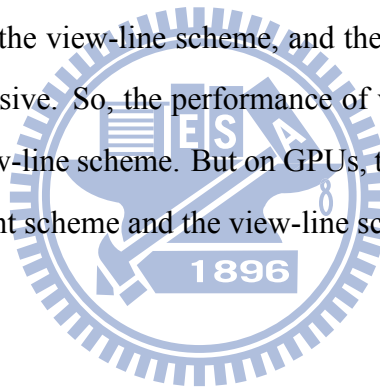 the view-line scheme, and the
sive. So, the performance of
w-line scheme. But on GPUs, t
nt scheme and the view-line sc
E S A
1896